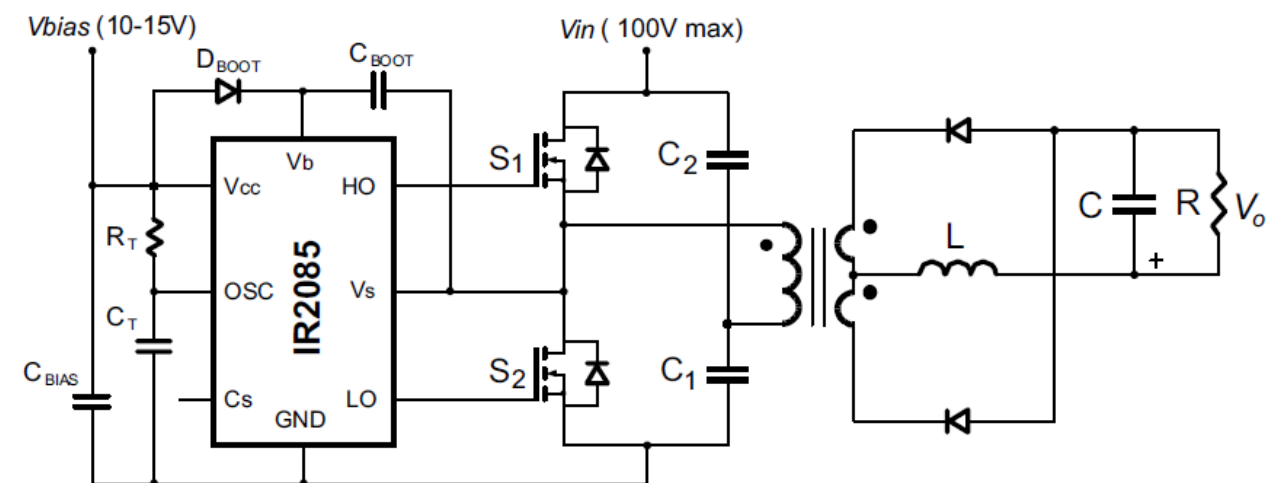 Vbias (10-15V)
Vin ( 100V max)
DBOOT
CBOOT
Vb
S1
C2
Vcc
HO
RT
IR2085
OSC
Vs
L
C
R
Vo
+
CT
S2
C1
CBIAS
Cs
LO
GND